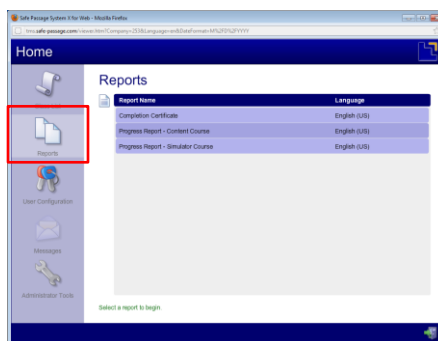 Safe Passage System II for Web - Mozilla Firefox
Home
Reports
Report Name Language
Completion Certificate English (US)
Progress Report - Content Course English (US)
Progress Report - Simulator Course English (US)
Reports
User Configuration
Messages
Administrator Tools
Select a report to begin.